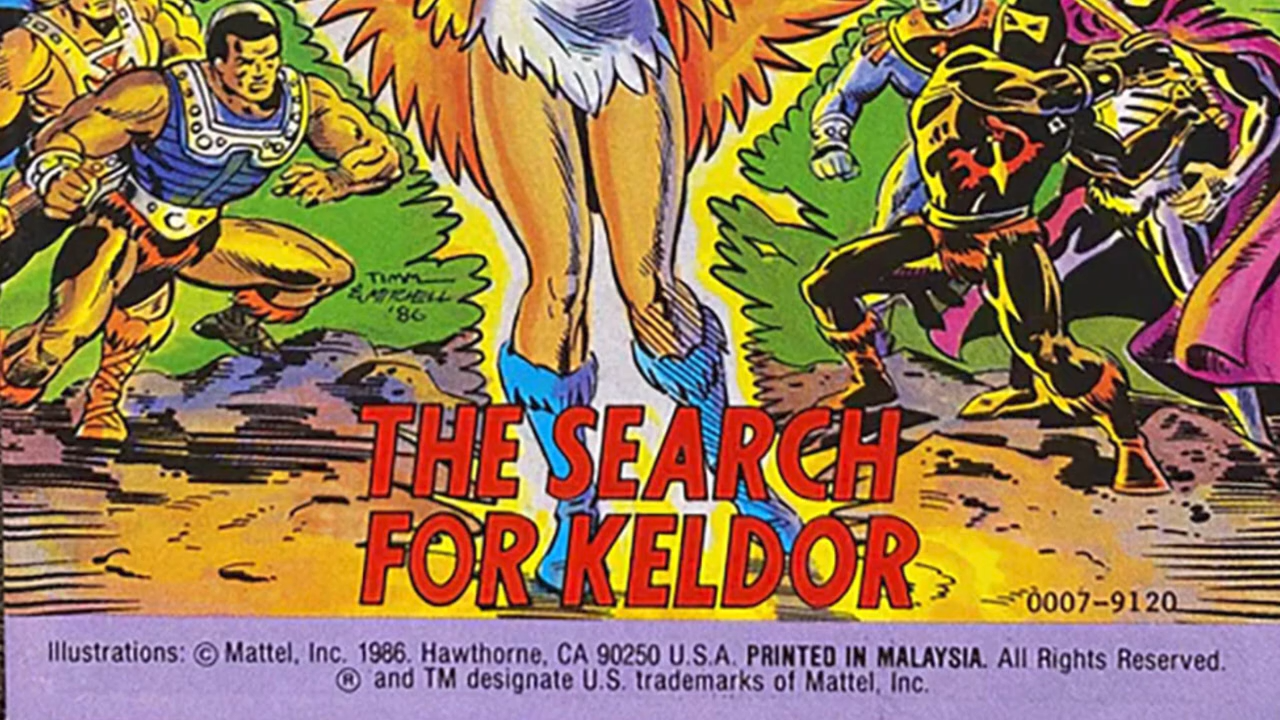 TIMM
& MITCHELL
'86
THE SEARCH
FOR KELDOR
0007-9120
Illustrations: © Mattel, Inc. 1986. Hawthorne, CA 90250 U.S.A. PRINTED IN MALAYSIA. All Rights Reserved.
® and TM designate U.S. trademarks of Mattel, Inc.